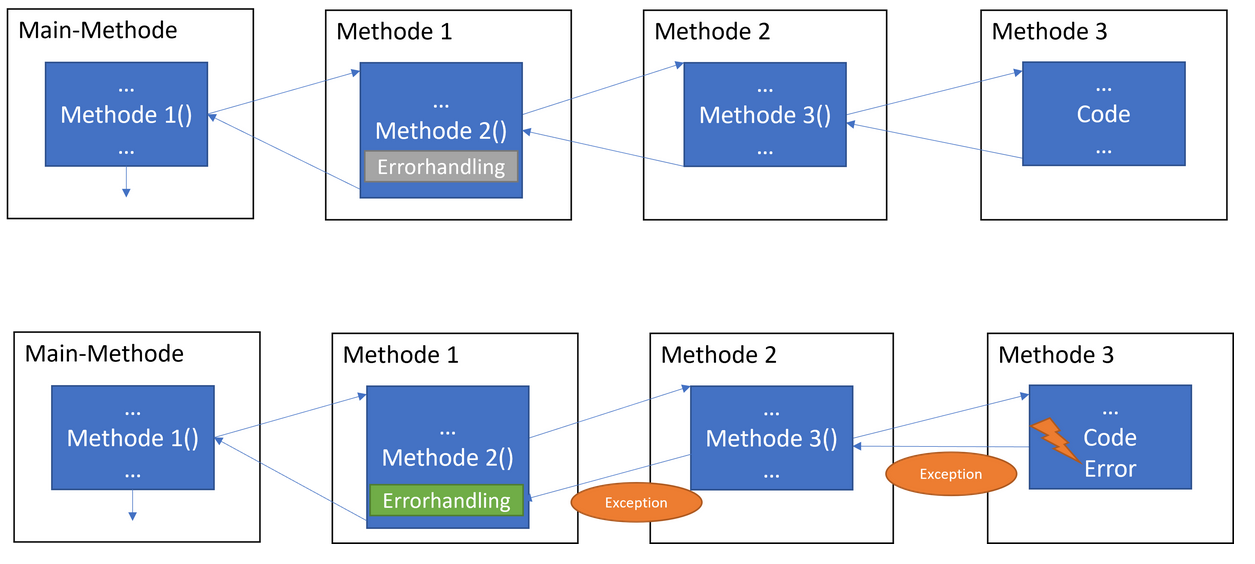 Main-Methode
...
Methode 1()
...
Methode 1
...
Methode 2()
Errorhandling
Methode 2
...
Methode 3()
...
Methode 3
...
Code
...
Main-Methode
...
Methode 1()
...
Methode 1
...
Methode 2()
Errorhandling
Exception
Methode 2
...
Methode 3()
...
Exception
Methode 3
...
Code
Error